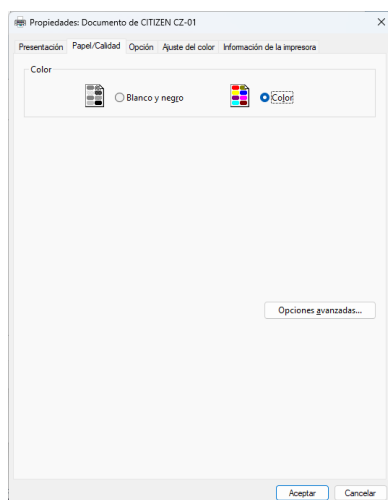 Propiedades: Documento de CITIZEN CZ-01
Presentación Papel/Calidad Opción Ajuste del color Información de la impresora
Color
Blanco y negro Color
Opciones avanzadas...
Aceptar Cancelar